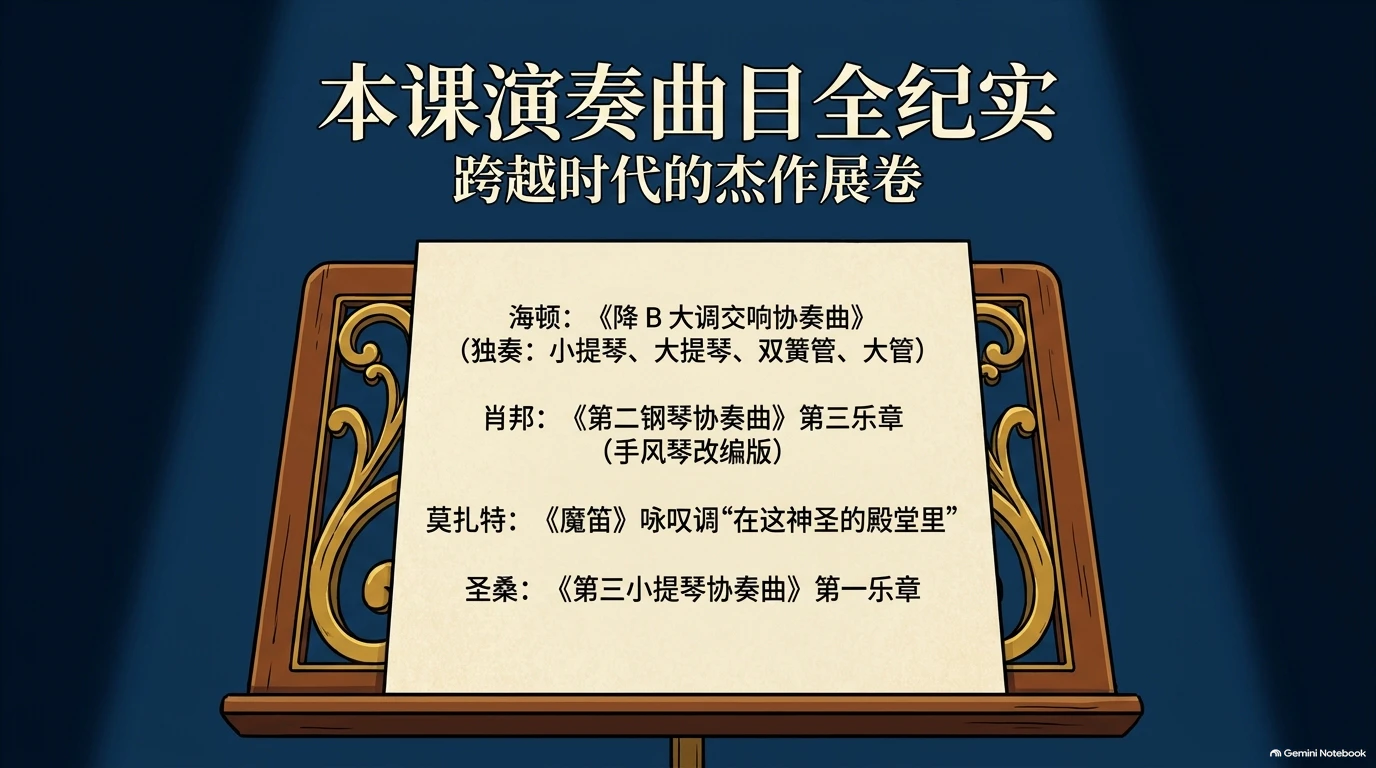 本课演奏曲目全纪实
跨越时代的杰作展卷
海顿：《降 B 大调交响协奏曲》
（独奏：小提琴、大提琴、双簧管、大管）
肖邦：《第二钢琴协奏曲》第三乐章
（手风琴改编版）
莫扎特：《魔笛》咏叹调“在这神圣的殿堂里”
圣桑：《第三小提琴协奏曲》第一乐章
Gemini Notebook